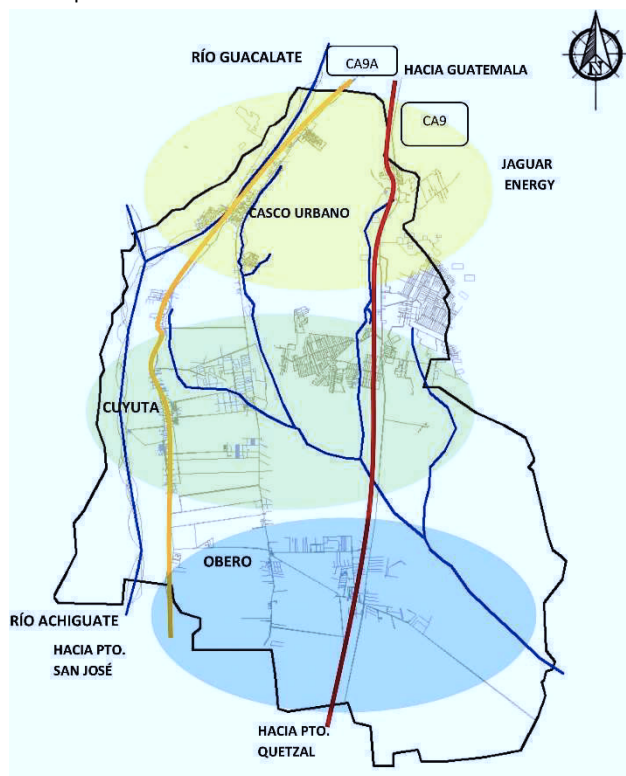 RÍO GUACALATE
CA9A
HACIA GUATEMALA
CA9
N
JAGUAR
ENERGY
CASCO URBANO
CUYUTA
OBERO
RÍO ACHIGUATE
HACIA PTO.
SAN JOSÉ
HACIA PTO.
QUETZAL